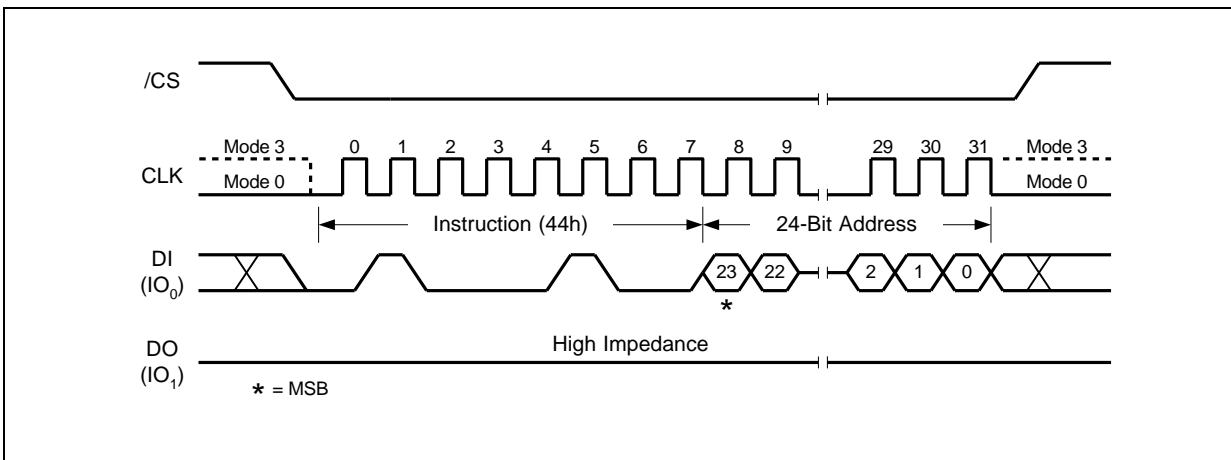 /CS
Mode 3 0 1 2 3 4 5 6 7 8 9 29 30 31 Mode 3
CLK
Mode 0 Mode 0
Instruction (44h) 24-Bit Address
DI
(IO₀)
23 22 2 1 0
*
DO
(IO₁)
High Impedance
* = MSB